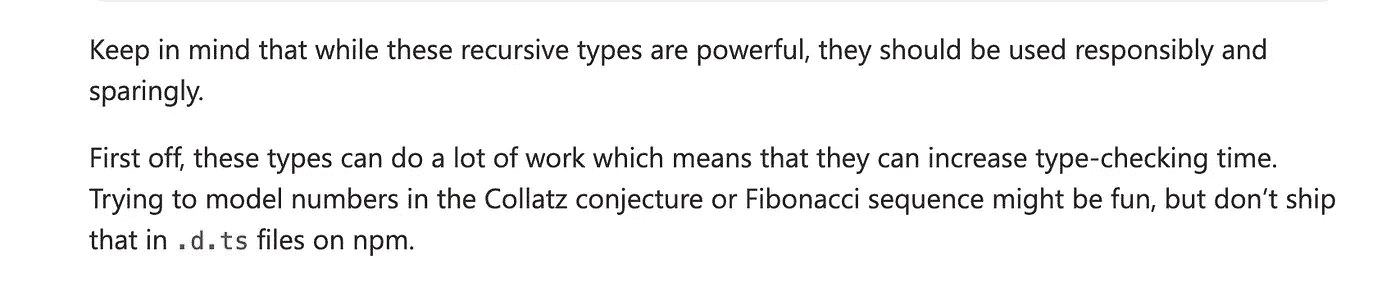 Keep in mind that while these recursive types are powerful, they should be used responsibly and
sparingly.
First off, these types can do a lot of work which means that they can increase type-checking time.
Trying to model numbers in the Collatz conjecture or Fibonacci sequence might be fun, but don’t ship
that in .d.ts files on npm.